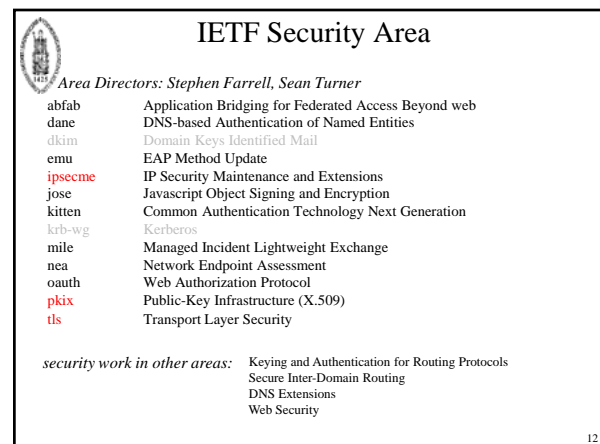 IETF Security Area
1425
Area Directors: Stephen Farrell, Sean Turner
abfab Application Bridging for Federated Access Beyond web
dane DNS-based Authentication of Named Entities
dkim Domain Keys Identified Mail
emu EAP Method Update
ipsecme IP Security Maintenance and Extensions
jose Javascript Object Signing and Encryption
kitten Common Authentication Technology Next Generation
krb-wg Kerberos
mile Managed Incident Lightweight Exchange
nea Network Endpoint Assessment
oauth Web Authorization Protocol
pkix Public-Key Infrastructure (X.509)
tls Transport Layer Security
security work in other areas: Keying and Authentication for Routing Protocols
Secure Inter-Domain Routing
DNS Extensions
Web Security
12